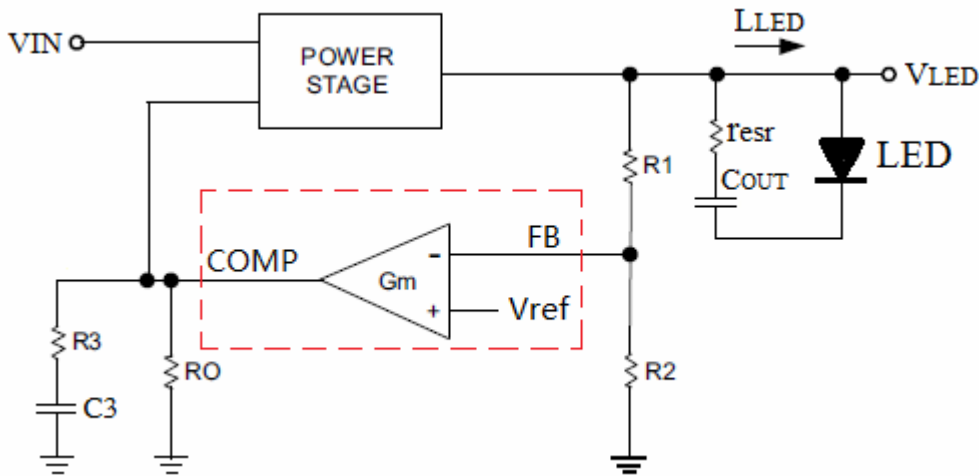 VIN
POWER
STAGE
LLED
VLED
R1
resr
COUT
LED
FB
COMP
-
Gm
+
Vref
R3
RO
R2
C3